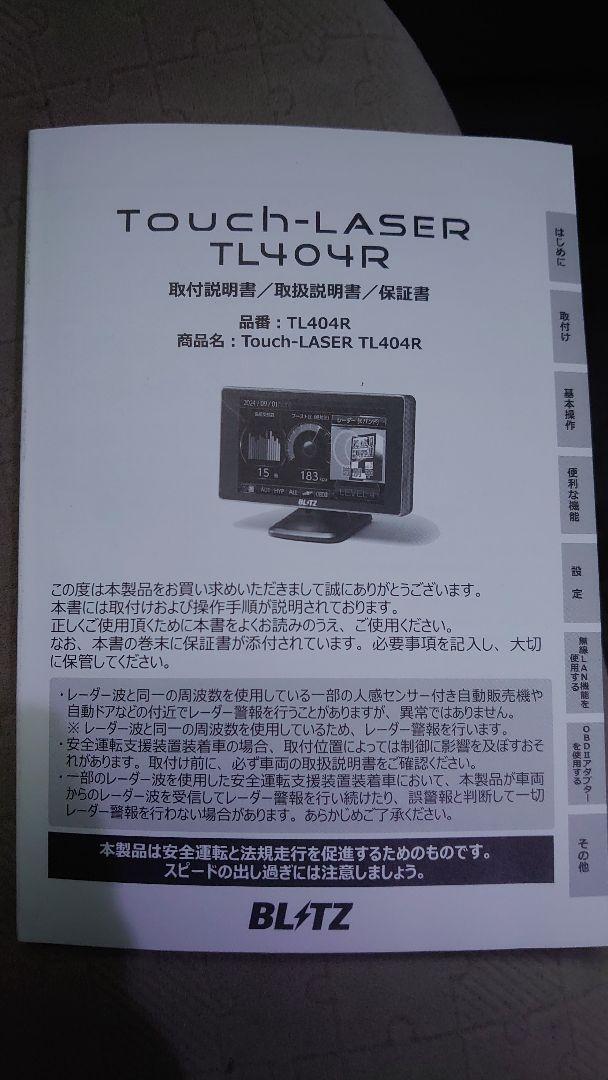 Touch-LASER
TL404R
取付説明書／取扱説明書／保証書
品番：TL404R
商品名：Touch-LASER TL404R
2024/09/01
レーダー(Kバンド)
15
183
ALL
OBDII
LEVEL 4
BLITZ
この度は本製品をお買い求めいただきまして誠にありがとうございます。
本書には取付けおよび操作手順が説明されております。
正しくご使用頂くために本書をよくお読みのうえ、ご使用ください。
なお、本書の巻末に保証書が添付されています。必要事項を記入し、大切
に保管してください。
・レーダー波と同一の周波数を使用している一部の人感センサー付き自動販売機や
自動ドアなどの付近でレーダー警報を行うことがありますが、異常ではありません。
※ レーダー波と同一の周波数を使用しているため、レーダー警報を行います。
・安全運転支援装置装着車の場合、取付位置によっては制御に影響を及ぼすおそ
れがあります。取付け前に、必ず車両の取扱説明書をご確認ください。
・一部のレーダー波を使用した安全運転支援装置装着車において、本製品が車両
からのレーダー波を受信してレーダー警報を行い続けたり、誤警報と判断して一切
レーダー警報を行わない場合があります。あらかじめご了承ください。
本製品は安全運転と法規走行を促進するためのものです。
スピードの出し過ぎには注意しましょう。
BLITZ
はじめに
取付け
基本操作
便利な機能
設定
無線LAN機能を
使用する
OBDⅡアダプター
を使用する
その他